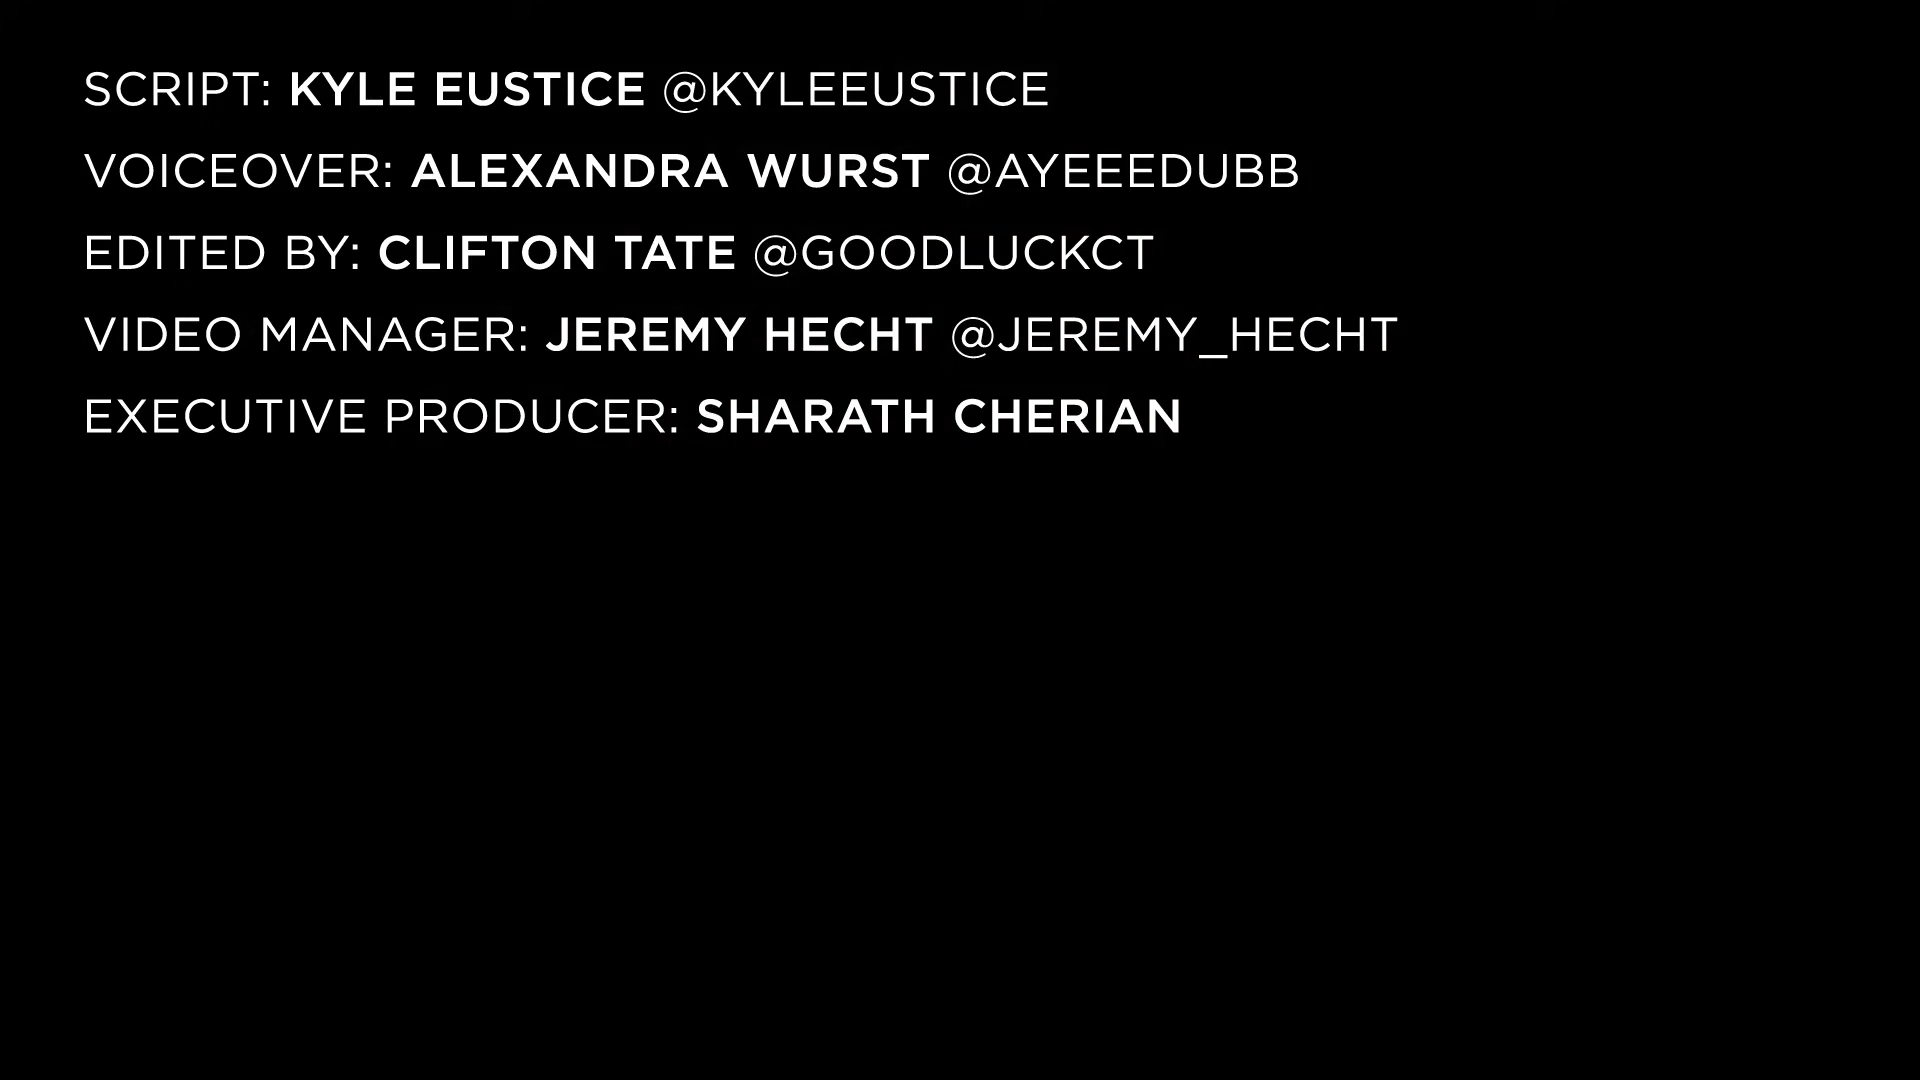 SCRIPT: KYLE EUSTICE @KYLEEUSTICE
VOICEOVER: ALEXANDRA WURST @AYEEEDUBB
EDITED BY: CLIFTON TATE @GOODLUCKCT
VIDEO MANAGER: JEREMY HECHT @JEREMY_HECHT
EXECUTIVE PRODUCER: SHARATH CHERIAN